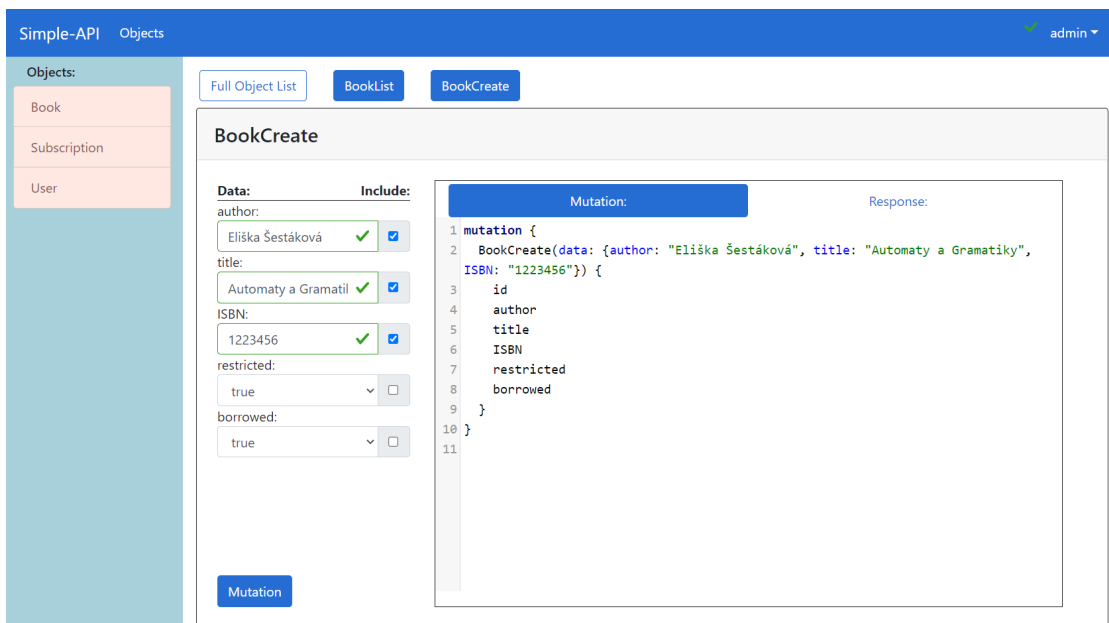 Simple-API Objects admin
Objects:
Book
Subscription
User
Full Object List BookList BookCreate
BookCreate
Data: Include:
author:
Eliška Šestáková
title:
Automaty a Gramatil
ISBN:
1223456
restricted:
true
borrowed:
true
Mutation
Mutation: Response:
1 mutation {
2 BookCreate(data: {author: "Eliška Šestáková", title: "Automaty a Gramatiky",
ISBN: "1223456"}) {
3 id
4 author
5 title
6 ISBN
7 restricted
8 borrowed
9 }
10 }
11